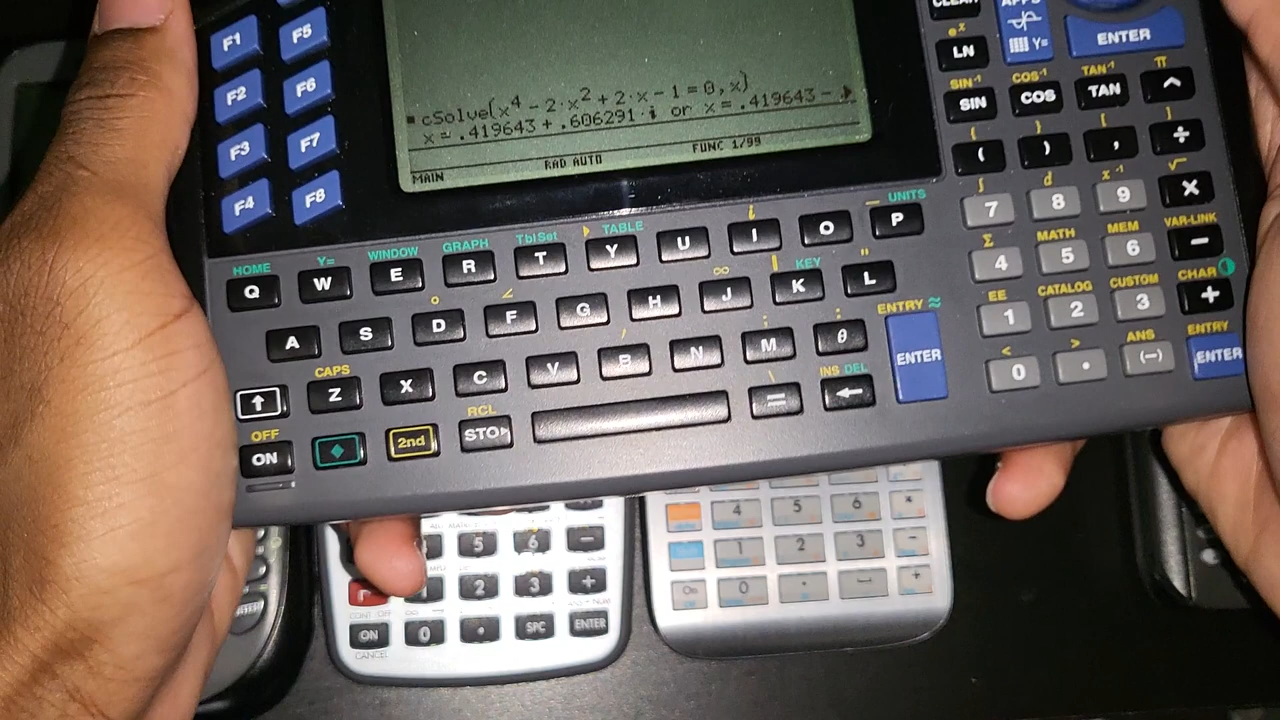 cSolve(x^4 - 2·x^2 + 2·x - 1 = 0, x)
x = .419643 + .606291·i or x = .419643 -
MAIN RAD AUTO FUNC 1/99
F1 F5
F2 F6
F3 F7
F4 F8
CLEAR APPS
e^x
LN Y= ENTER
SIN⁻¹ COS⁻¹ TAN⁻¹ π
SIN COS TAN ^
{ } [ ]
( ) , ÷
∫ d x⁻¹ √
7 8 9 ×
Σ MATH MEM VAR-LINK
4 5 6 −
EE CATALOG CUSTOM CHAR
1 2 3 +
< > ANS ENTRY
0 . (−) ENTER
HOME Y= WINDOW GRAPH TblSet TABLE i UNITS
Q W E R T Y U I O P
° ∠ ∞ KEY "
A S D F G H J K L
CAPS ' ; : ENTRY ≈
Z X C V B N M θ ENTER
OFF RCL \ INS DEL
ON 2nd STO▸ = ←
5 6 −
2 3 +
ON 0 . SPC ENTER
CANCEL
4 5 6 *
1 2 3 -
On 0 . +